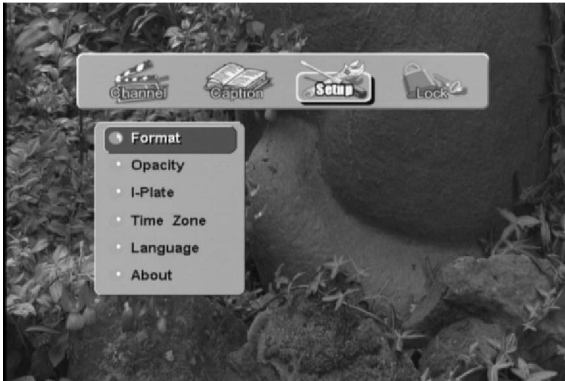 Channel Caption Setup Lock
Format
Opacity
I-Plate
Time Zone
Language
About